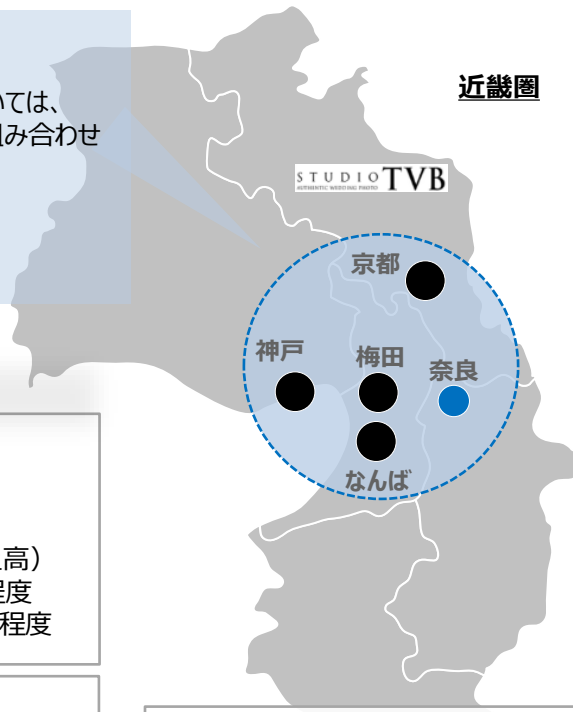 いては、
組み合わせ
近畿圏
STUDIO TVB
AUTHENTIC WEDDING PHOTO
京都
神戸
梅田
奈良
なんば
高）
程度
程度